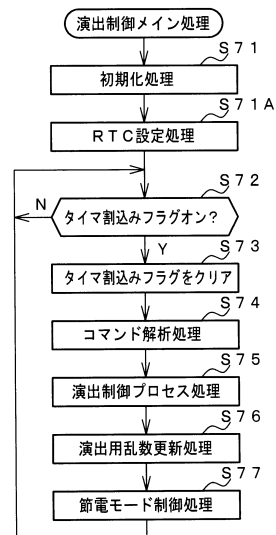 演出制御メイン処理
S71
初期化処理
S71A
RTC設定処理
S72
タイマ割込みフラグオン?
N
Y
S73
タイマ割込みフラグをクリア
S74
コマンド解析処理
S75
演出制御プロセス処理
S76
演出用乱数更新処理
S77
節電モード制御処理